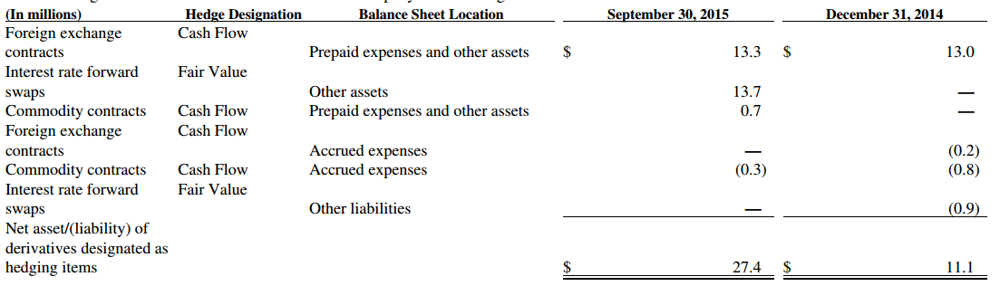 (In millions) Hedge Designation Balance Sheet Location September 30, 2015 December 31, 2014
Foreign exchange Cash Flow
contracts Prepaid expenses and other assets $ 13.3 $ 13.0
Interest rate forward Fair Value
swaps Other assets 13.7 —
Commodity contracts Cash Flow Prepaid expenses and other assets 0.7 —
Foreign exchange Cash Flow
contracts Accrued expenses — (0.2)
Commodity contracts Cash Flow Accrued expenses (0.3) (0.8)
Interest rate forward Fair Value
swaps Other liabilities — (0.9)
Net asset/(liability) of
derivatives designated as
hedging items $ 27.4 $ 11.1